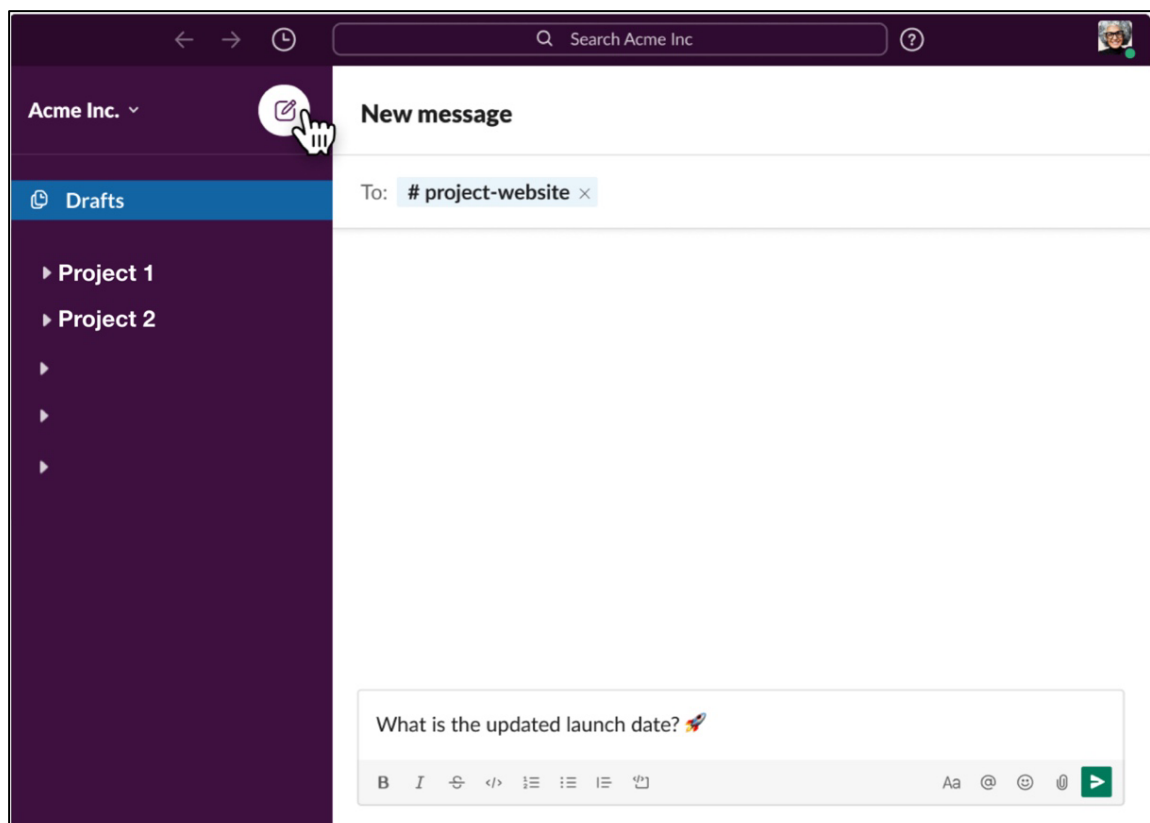 Search Acme Inc
Acme Inc.
New message
To: # project-website
Drafts
Project 1
Project 2
What is the updated launch date? 🚀
B I S </> Aa @